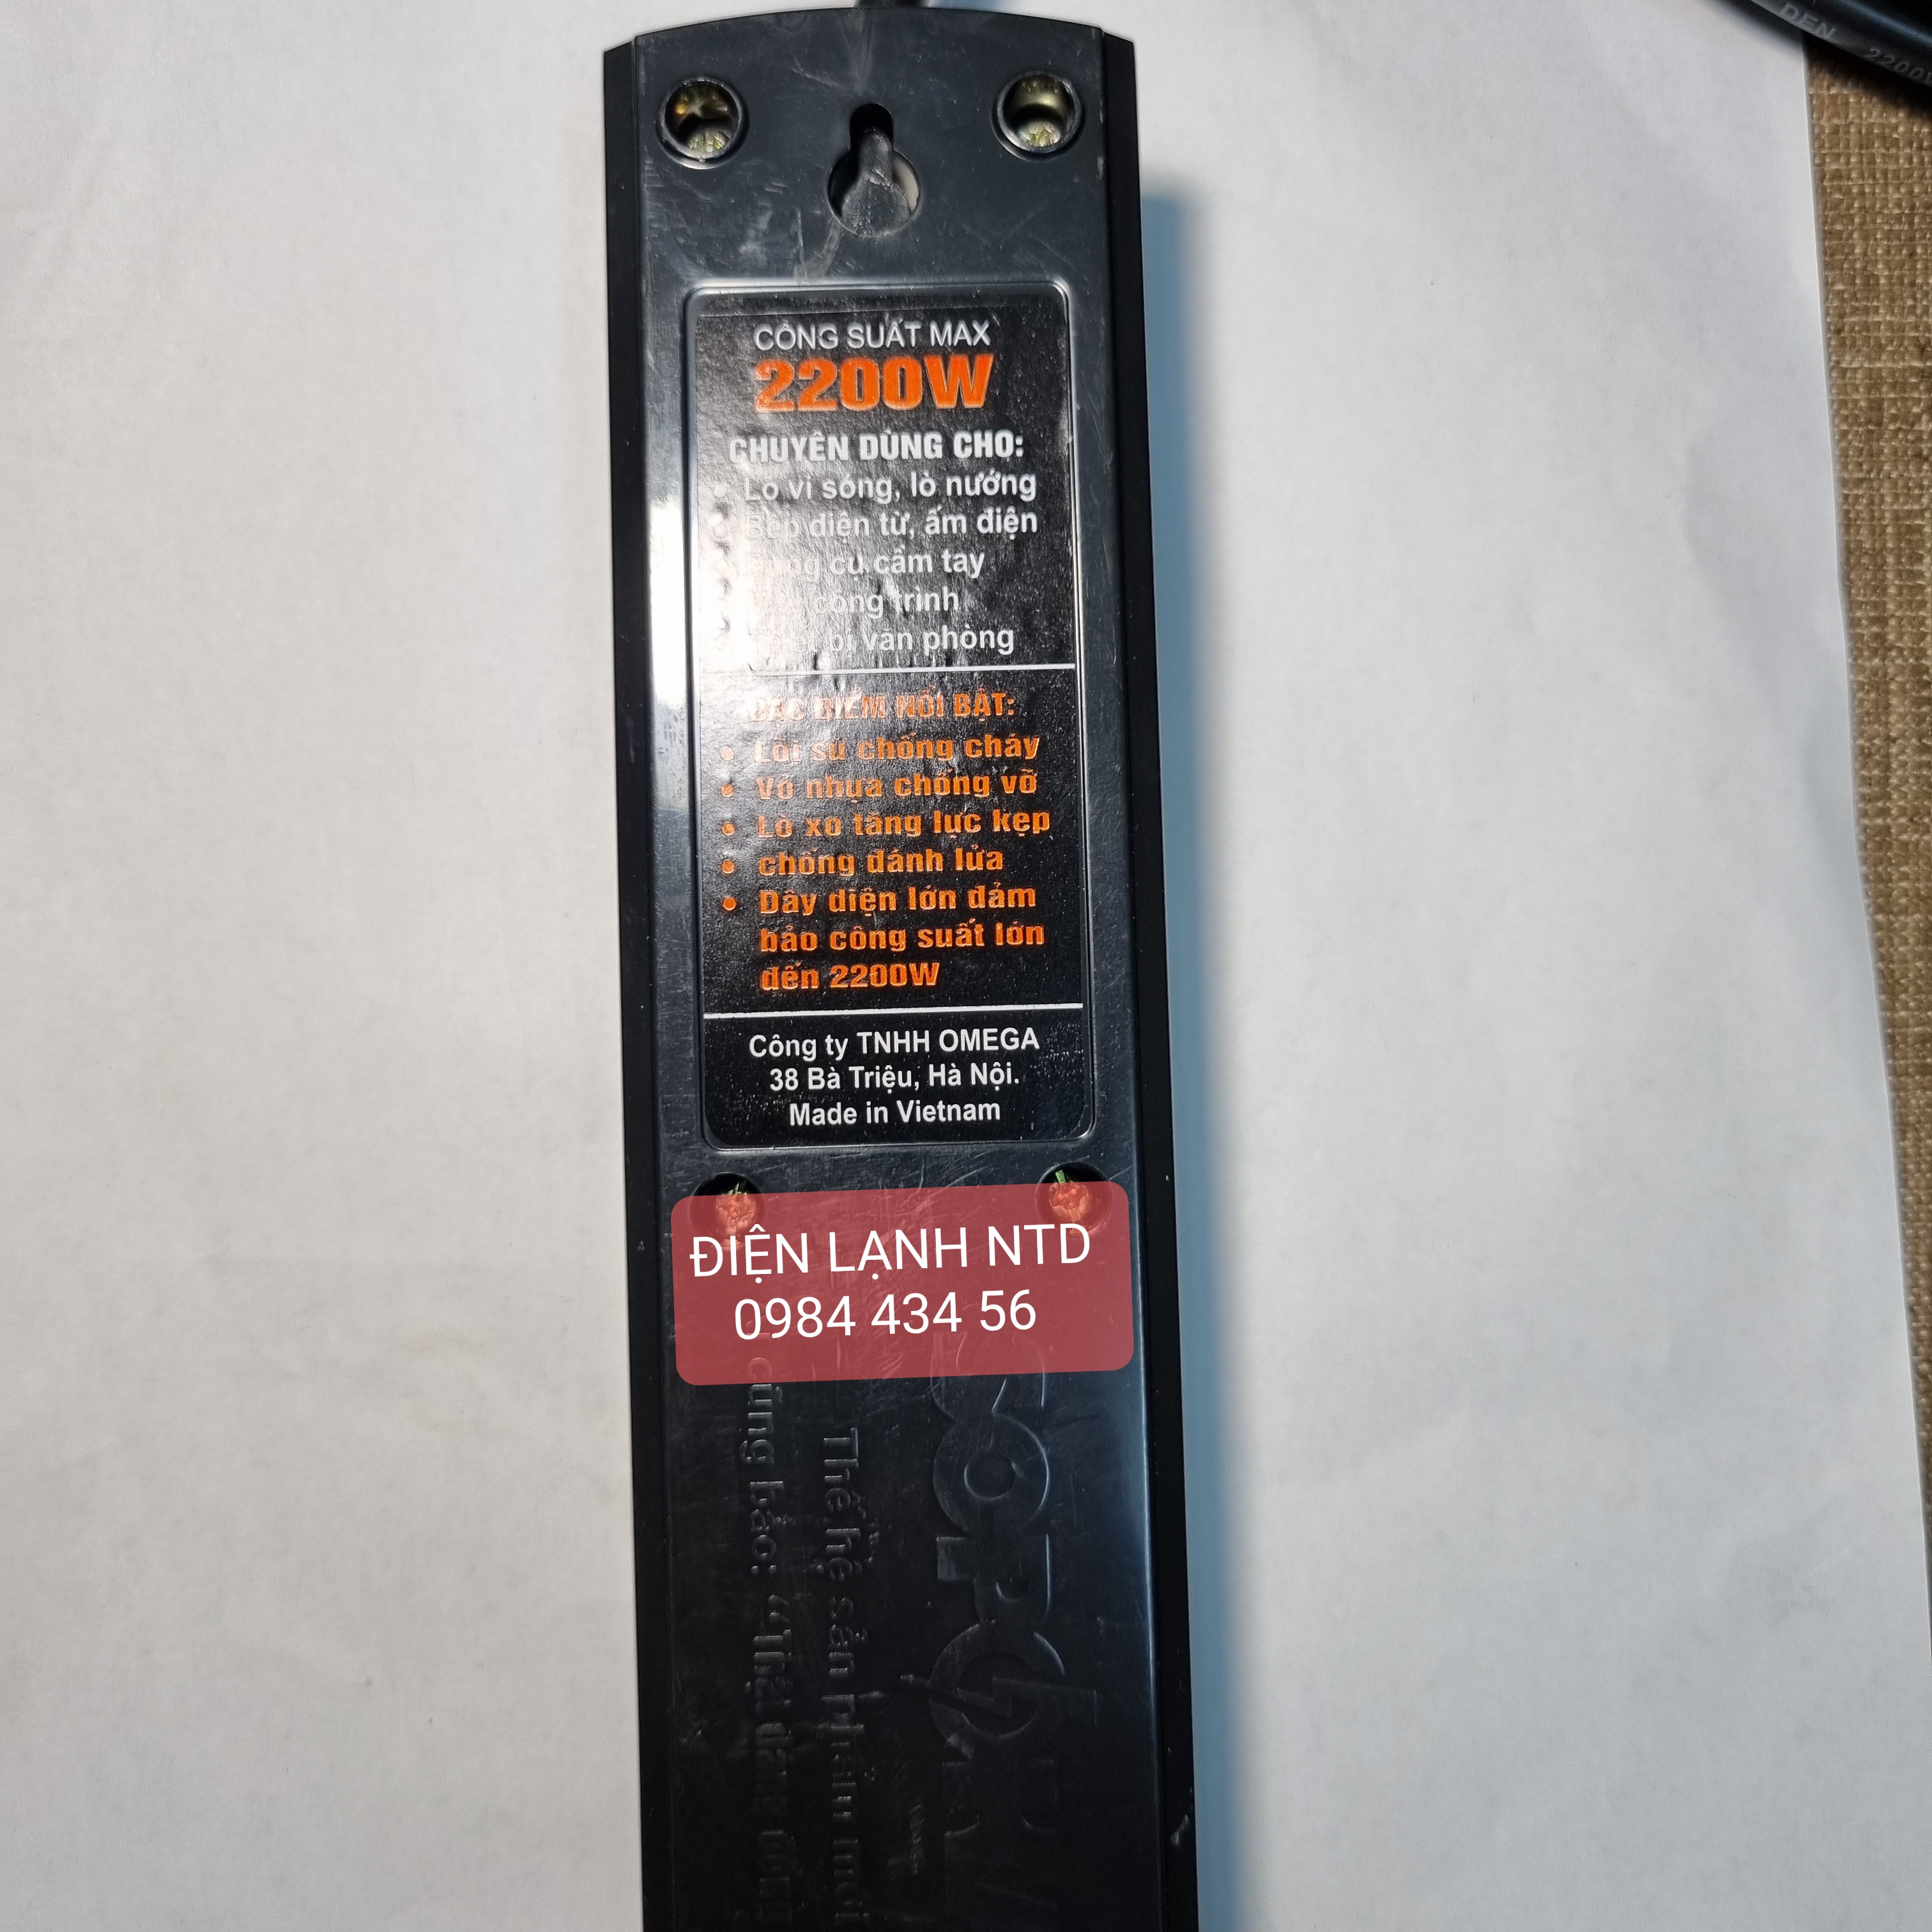 DEN 2200
CÔNG SUẤT MAX
2200W
CHUYÊN DÙNG CHO:
Lò vi sóng, lò nướng
Bếp điện từ, ấm điện
cụ cầm tay
công trình
bị văn phòng
ĐẶC ĐIỂM NỔI BẬT:
• Lõi sứ chống cháy
• Vỏ nhựa chống vỡ
• Lò xo tăng lực kẹp
• chống đánh lửa
• Dây điện lớn đảm
bảo công suất lớn
đến 2200W
Công ty TNHH OMEGA
38 Bà Triệu, Hà Nội.
Made in Vietnam
ĐIỆN LẠNH NTD
0984 434 56
Thế hệ sản phẩm mới